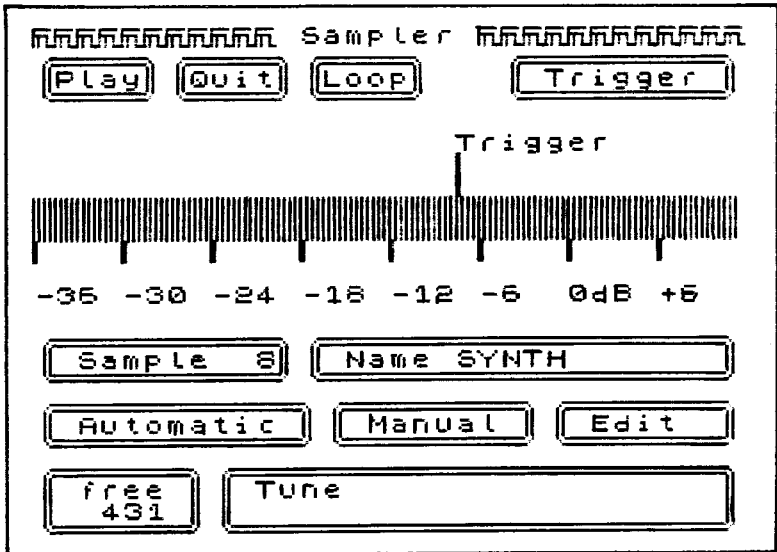 Sampler
Play Quit Loop Trigger
Trigger
-36 -30 -24 -18 -12 -6 0dB +6
Sample 8 Name SYNTH
Automatic Manual Edit
free Tune
431